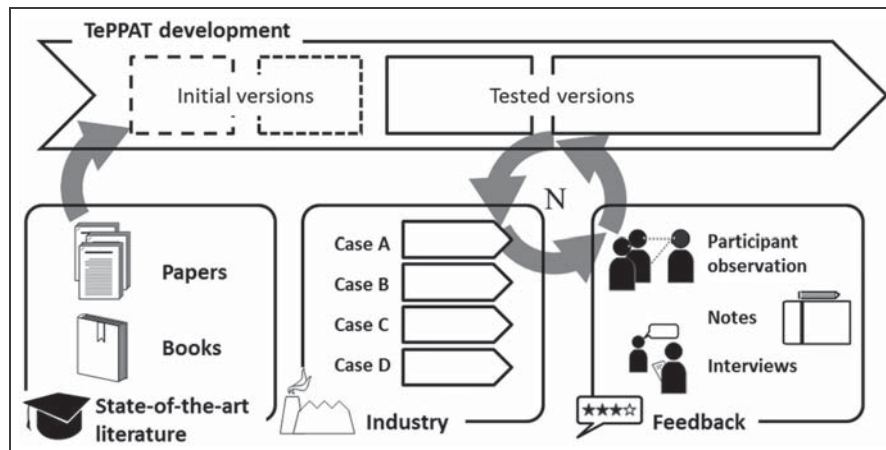 TePPAT development
Initial versions
Tested versions
N
Papers
Books
State-of-the-art
literature
Case A
Case B
Case C
Case D
Industry
Participant
observation
Notes
Interviews
Feedback